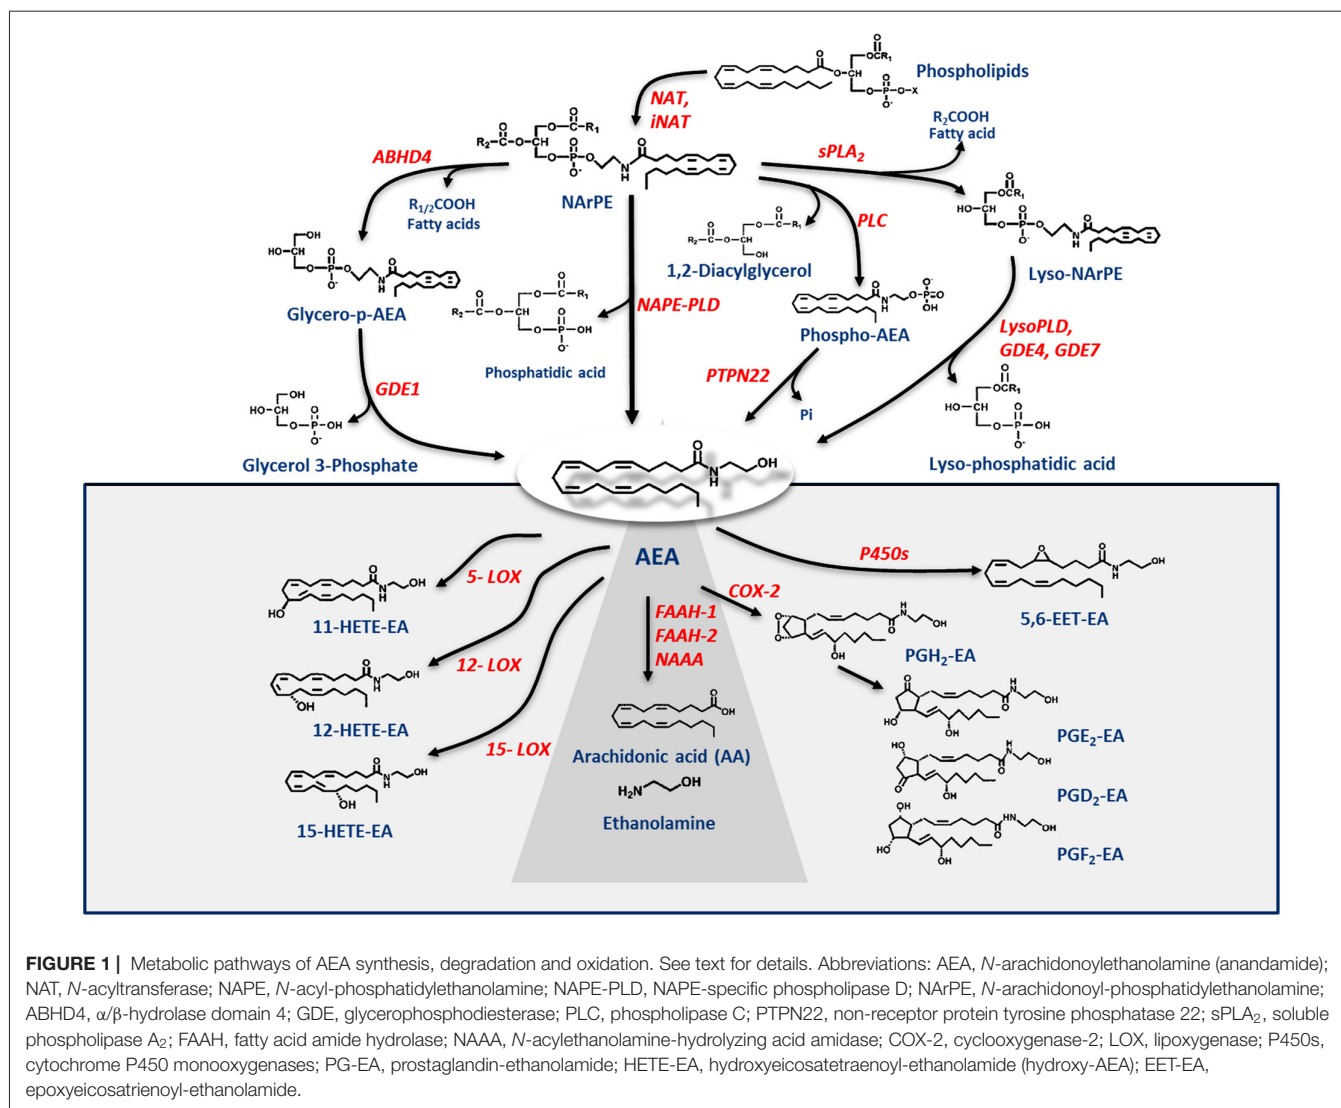 Phospholipids
NAT,
iNAT
R₂COOH
Fatty acid
ABHD4
sPLA₂
R₁/₂COOH
Fatty acids
NArPE
PLC
1,2-Diacylglycerol
Lyso-NArPE
Glycero-p-AEA
NAPE-PLD
Phospho-AEA
LysoPLD,
GDE4, GDE7
Phosphatidic acid
PTPN22
GDE1
Pi
Glycerol 3-Phosphate
Lyso-phosphatidic acid
AEA
P450s
5- LOX
COX-2
FAAH-1
FAAH-2
NAAA
5,6-EET-EA
11-HETE-EA
12- LOX
PGH₂-EA
12-HETE-EA
15- LOX
Arachidonic acid (AA)
PGE₂-EA
H₂N
OH
PGD₂-EA
Ethanolamine
15-HETE-EA
PGF₂-EA
FIGURE 1 | Metabolic pathways of AEA synthesis, degradation and oxidation. See text for details. Abbreviations: AEA, N-arachidonoylethanolamine (anandamide);
NAT, N-acyltransferase; NAPE, N-acyl-phosphatidylethanolamine; NAPE-PLD, NAPE-specific phospholipase D; NArPE, N-arachidonoyl-phosphatidylethanolamine;
ABHD4, α/β-hydrolase domain 4; GDE, glycerophosphodiesterase; PLC, phospholipase C; PTPN22, non-receptor protein tyrosine phosphatase 22; sPLA₂, soluble
phospholipase A₂; FAAH, fatty acid amide hydrolase; NAAA, N-acylethanolamine-hydrolyzing acid amidase; COX-2, cyclooxygenase-2; LOX, lipoxygenase; P450s,
cytochrome P450 monooxygenases; PG-EA, prostaglandin-ethanolamide; HETE-EA, hydroxyeicosatetraenoyl-ethanolamide (hydroxy-AEA); EET-EA,
epoxyeicosatrienoyl-ethanolamide.